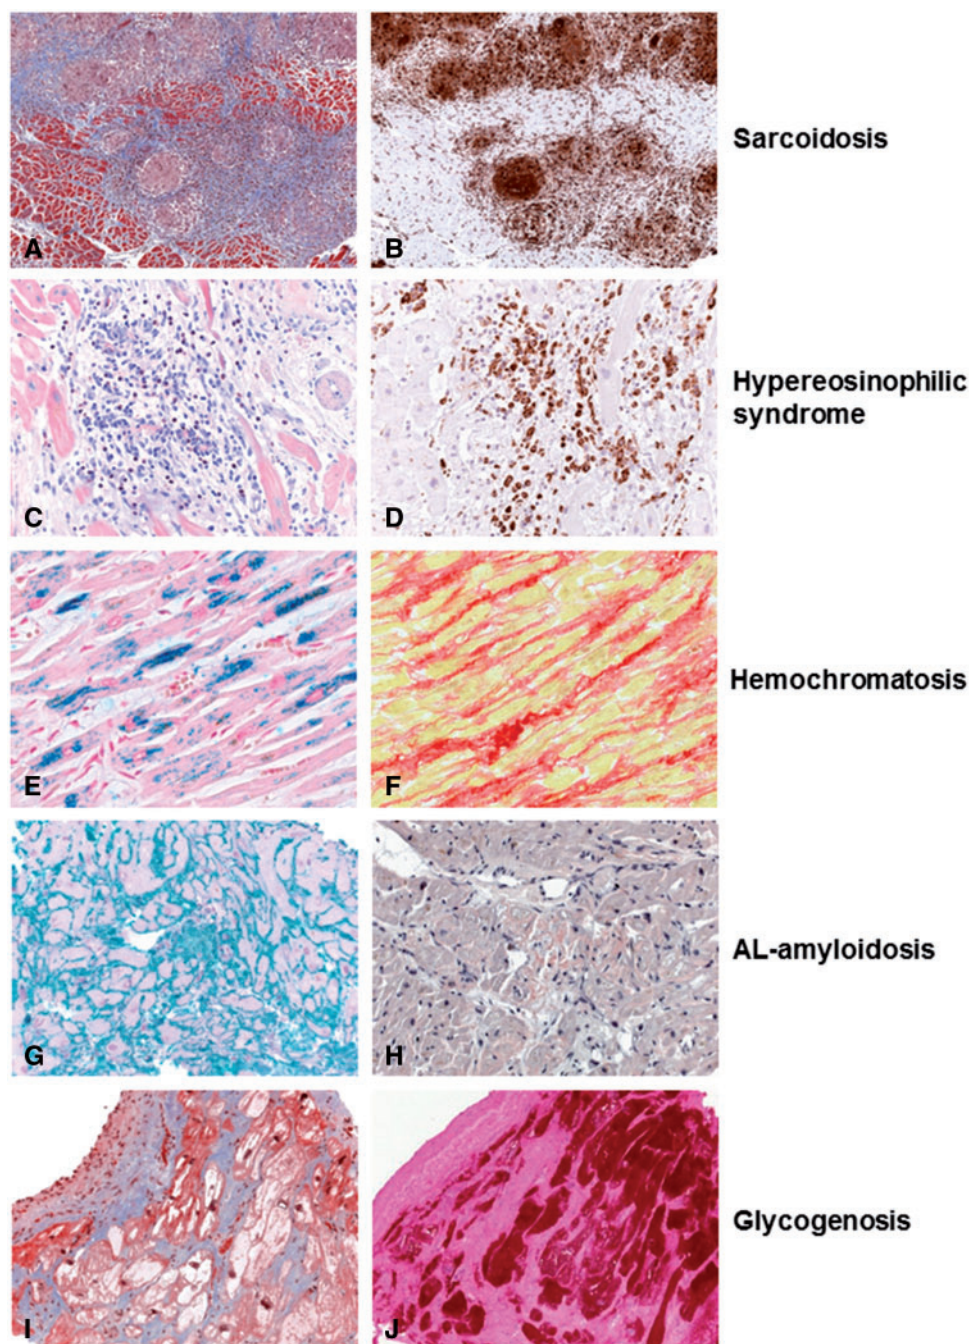 A
B
Sarcoidosis
C
D
Hypereosinophilic
syndrome
E
F
Hemochromatosis
G
H
AL-amyloidosis
I
J
Glycogenosis